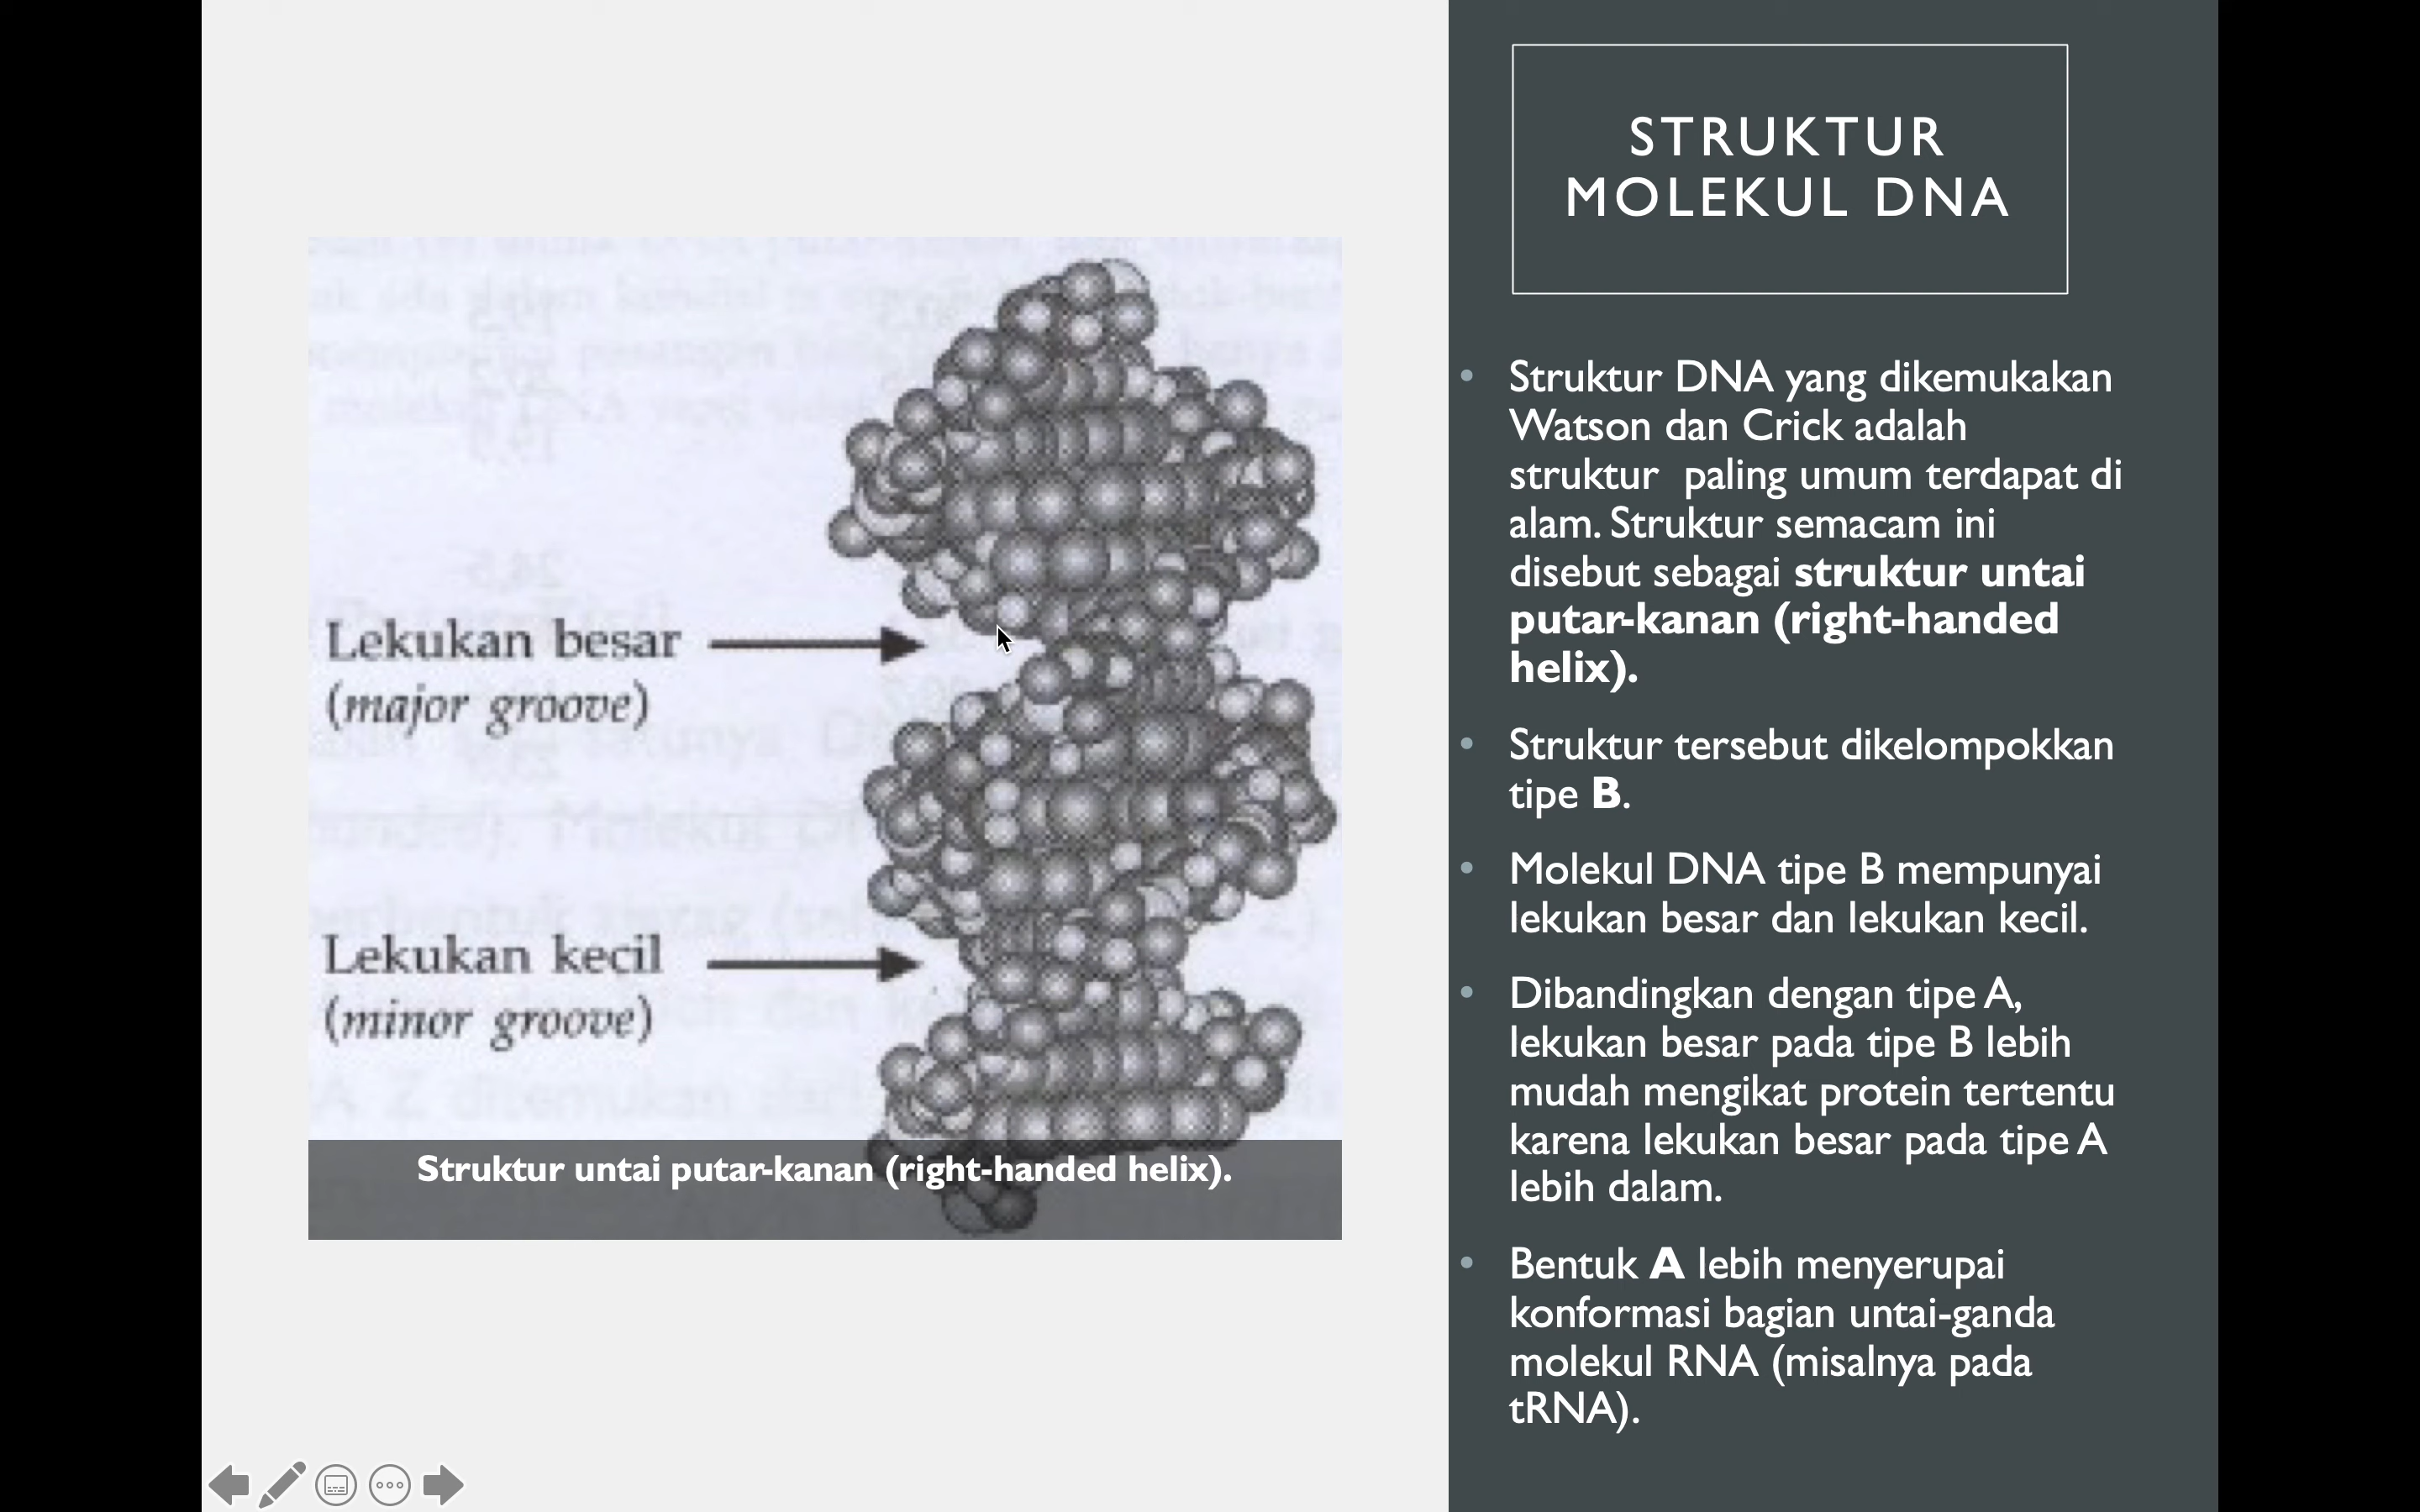 STRUKTUR
MOLEKUL DNA
Lekukan besar
(major groove)
Lekukan kecil
(minor groove)
Struktur untai putar-kanan (right-handed helix).
• Struktur DNA yang dikemukakan
Watson dan Crick adalah
struktur  paling umum terdapat di
alam. Struktur semacam ini
disebut sebagai struktur untai
putar-kanan (right-handed
helix).
• Struktur tersebut dikelompokkan
tipe B.
• Molekul DNA tipe B mempunyai
lekukan besar dan lekukan kecil.
• Dibandingkan dengan tipe A,
lekukan besar pada tipe B lebih
mudah mengikat protein tertentu
karena lekukan besar pada tipe A
lebih dalam.
• Bentuk A lebih menyerupai
konformasi bagian untai-ganda
molekul RNA (misalnya pada
tRNA).